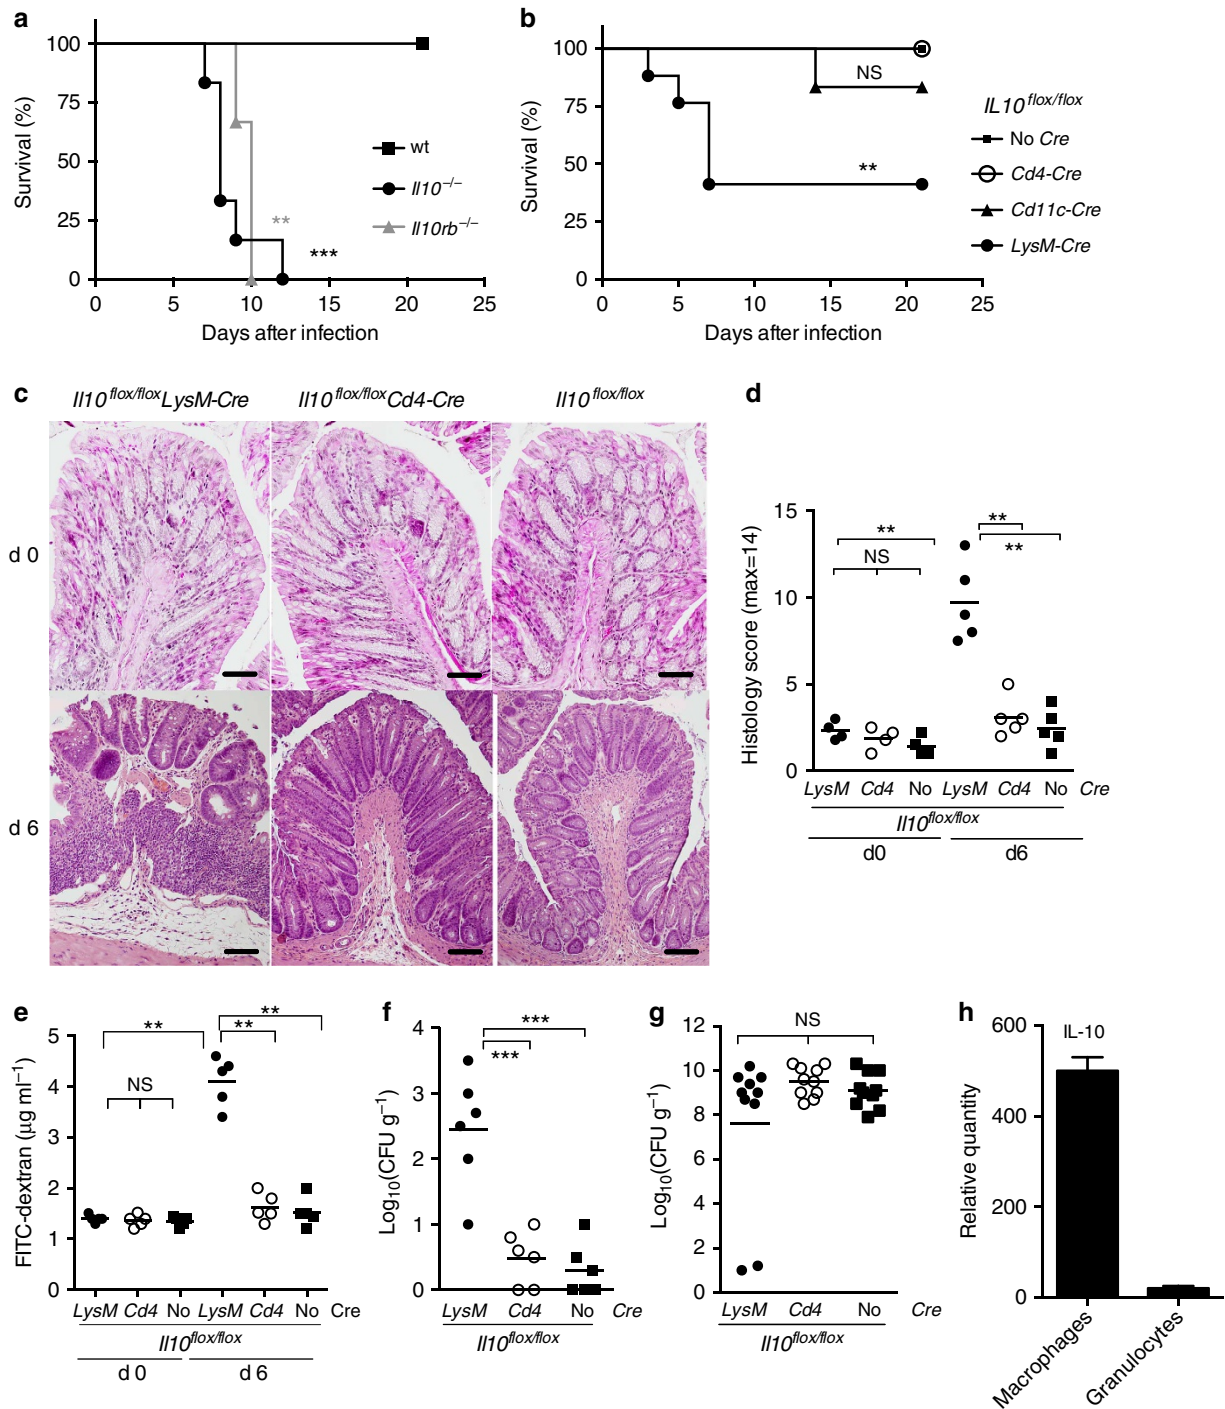 a
100
75
50
25
0
Survival (%)
0 5 10 15 20 25
Days after infection
wt
Il10–/–
Il10rb–/–
**
***
b
100
75
50
25
0
Survival (%)
0 5 10 15 20 25
Days after infection
NS
**
IL10flox/flox
No Cre
Cd4-Cre
Cd11c-Cre
LysM-Cre
c
Il10flox/floxLysM-Cre
Il10flox/floxCd4-Cre
Il10flox/flox
d 0
d 6
d
15
10
5
0
Histology score (max=14)
**
NS
**
**
LysM Cd4 No LysM Cd4 No Cre
Il10flox/flox
d0 d6
e
5
4
3
2
1
0
FITC-dextran (µg ml–1)
**
NS
**
**
LysM Cd4 No LysM Cd4 No Cre
Il10flox/flox
d 0 d 6
f
4
3
2
1
0
Log10(CFU g–1)
***
***
LysM Cd4 No Cre
Il10flox/flox
g
12
10
8
6
4
2
0
Log10(CFU g–1)
NS
LysM Cd4 No Cre
Il10flox/flox
h
600
400
200
0
Relative quantity
IL-10
Macrophages
Granulocytes